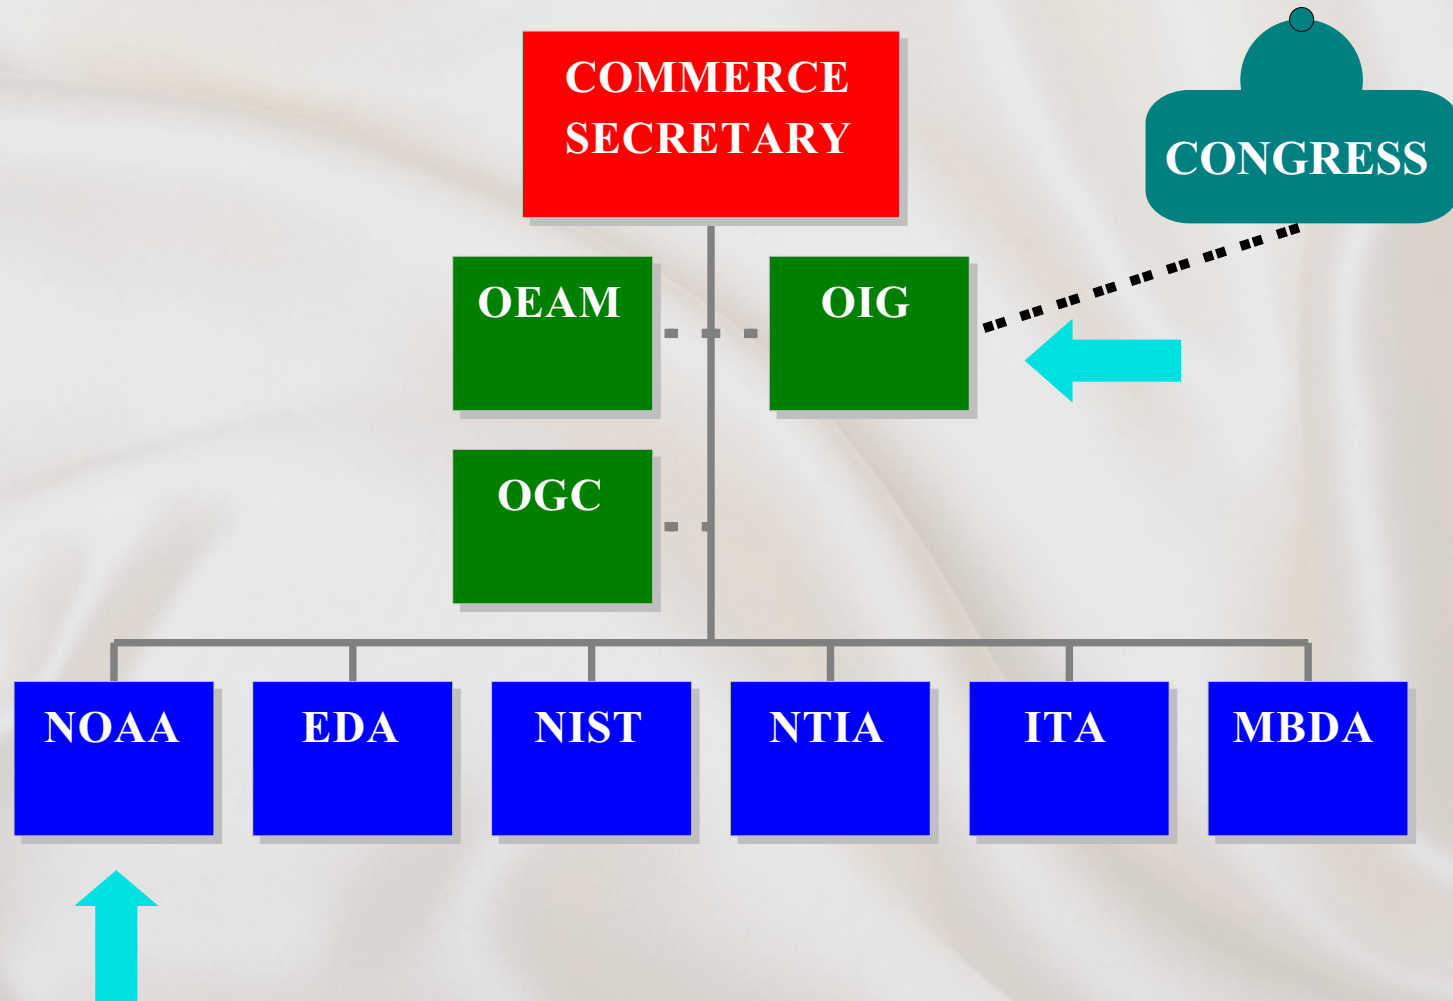 COMMERCE
SECRETARY
CONGRESS
OEAM
OIG
OGC
NOAA
EDA
NIST
NTIA
ITA
MBDA